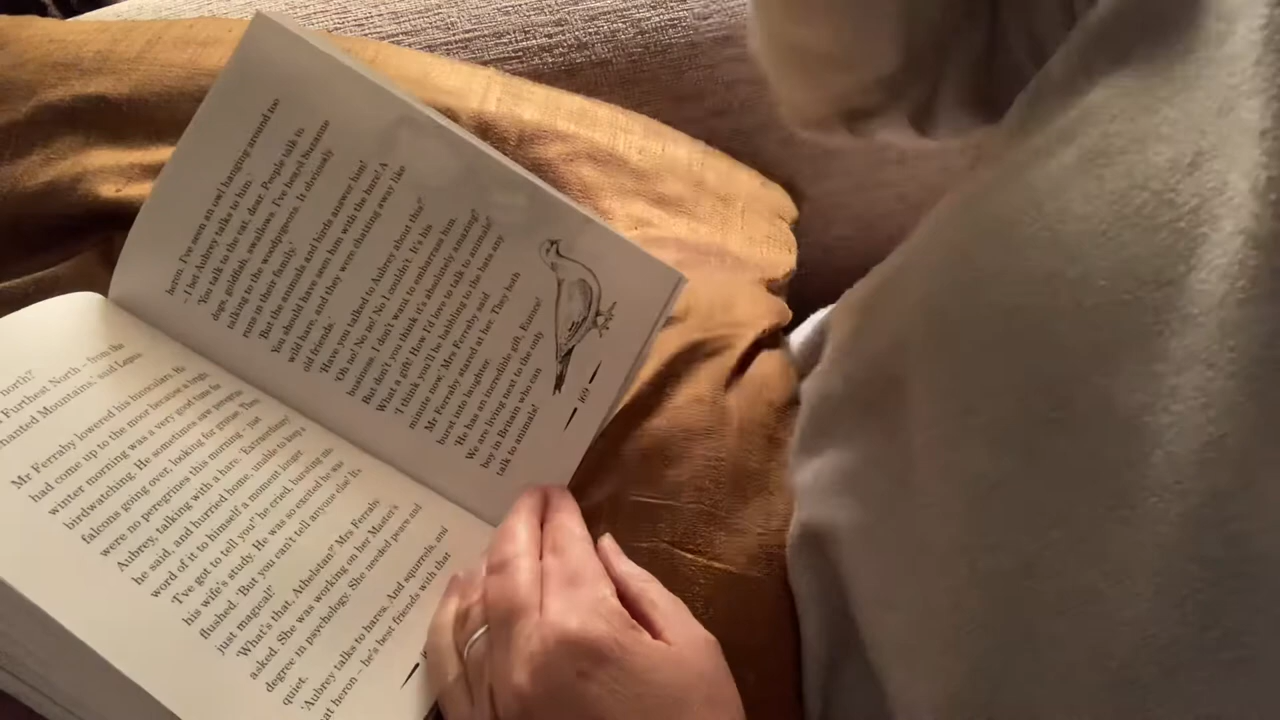 north?'
Furthest North – from the
hanted Mountains,' said Legus
Mr Ferraby lowered his binoculars. He
had come up to the moor because a bright
winter morning was a very good time for
birdwatching. He sometimes saw peregrine
falcons going over, looking for grouse. There
were no peregrines this morning – just
Aubrey, talking with a hare. 'Extraordinary!'
he said, and hurried home, unable to keep a
word of it to himself a moment longer.
'I've got to tell you!' he cried, bursting into
his wife's study. He was so excited he was
flushed. 'But you can't tell anyone else! It's
just magical!'
'What's that, Athelstan?' Mrs Ferraby
asked. She was working on her Master's
degree in psychology. She needed peace and
quiet.
'Aubrey talks to hares. And squirrels, and
at heron – he's best friends with that
heron. I've seen an owl hanging around too
– I bet Aubrey talks to him.'
'You talk to the cat, dear. People talk to
dogs, goldfish, swallows. I've heard Suzanne
talking to the woodpigeons. It obviously
runs in their family.'
'But the animals and birds answer him!
You should have seen him with the hare! A
wild hare, and they were chatting away like
old friends.'
'Have you talked to Aubrey about this?'
'Oh no! No no! No I couldn't. It's his
business. I don't want to embarrass him.
But don't you think it's absolutely amazing?
What a gift! How I'd love to talk to animals!'
'I think you'll be babbling to the bats any
minute now,' Mrs Ferraby said.
Mr Ferraby stared at her. They both
burst into laughter.
'He has an incredible gift, Eunice!
We are living next to the only
boy in Britain who can
talk to animals!'
169